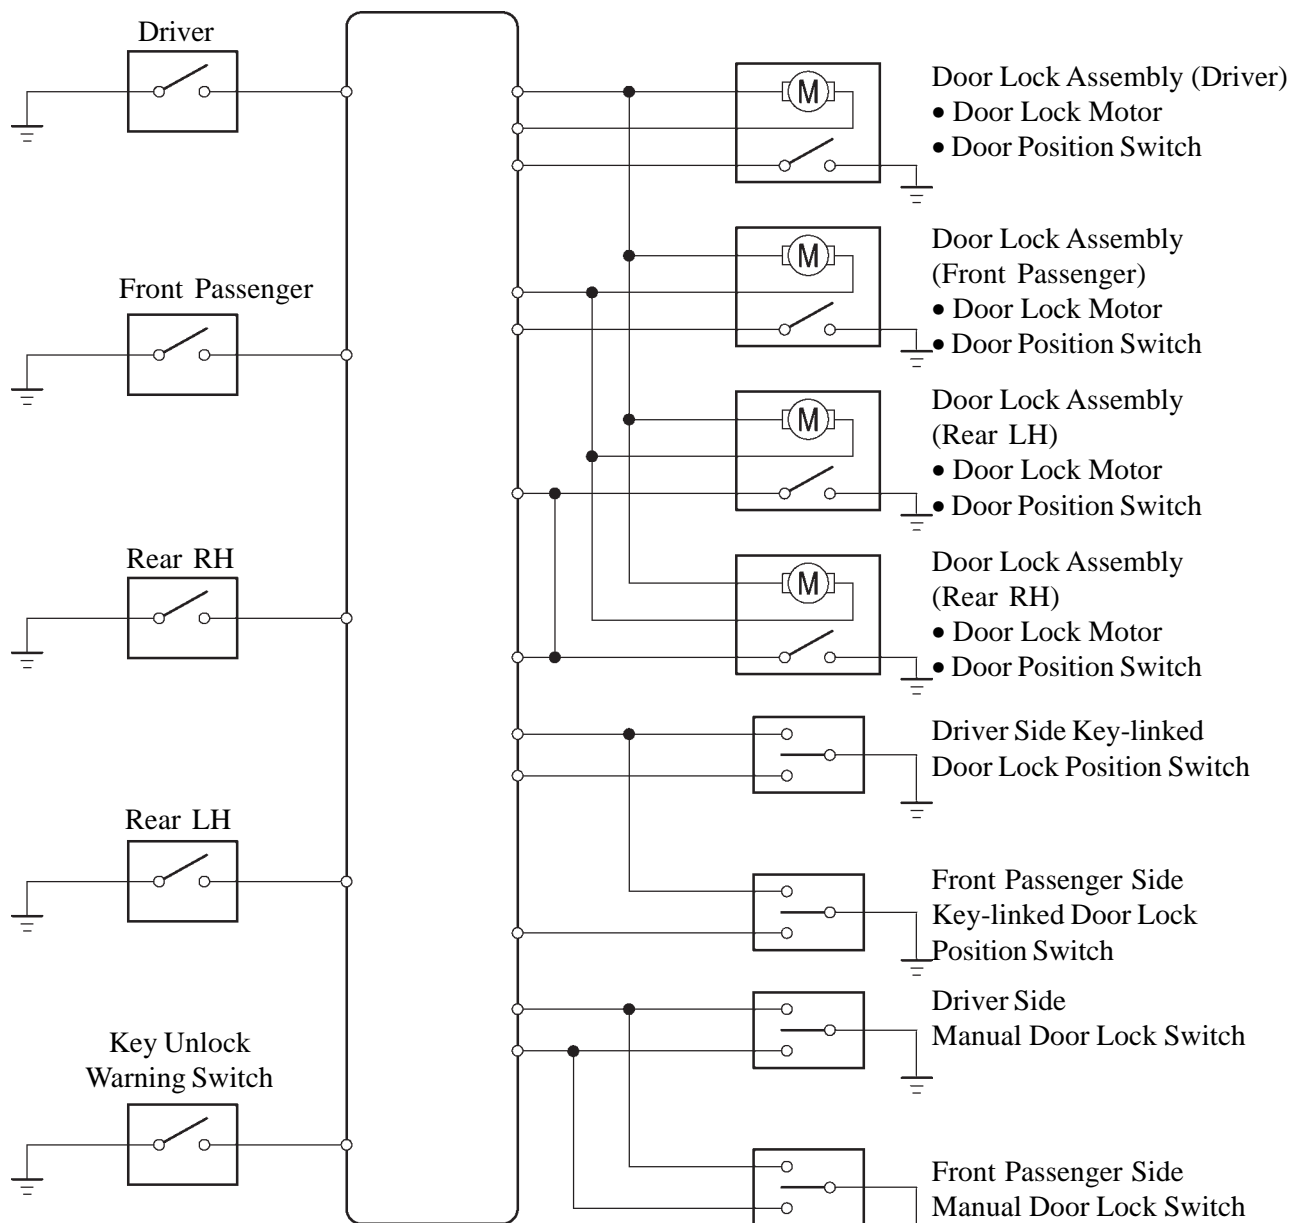 Driver
Front Passenger
Rear RH
Rear LH
Key Unlock
Warning Switch
M
Door Lock Assembly (Driver)
• Door Lock Motor
• Door Position Switch
M
Door Lock Assembly
(Front Passenger)
• Door Lock Motor
• Door Position Switch
M
Door Lock Assembly
(Rear LH)
• Door Lock Motor
• Door Position Switch
M
Door Lock Assembly
(Rear RH)
• Door Lock Motor
• Door Position Switch
Driver Side Key-linked
Door Lock Position Switch
Front Passenger Side
Key-linked Door Lock
Position Switch
Driver Side
Manual Door Lock Switch
Front Passenger Side
Manual Door Lock Switch